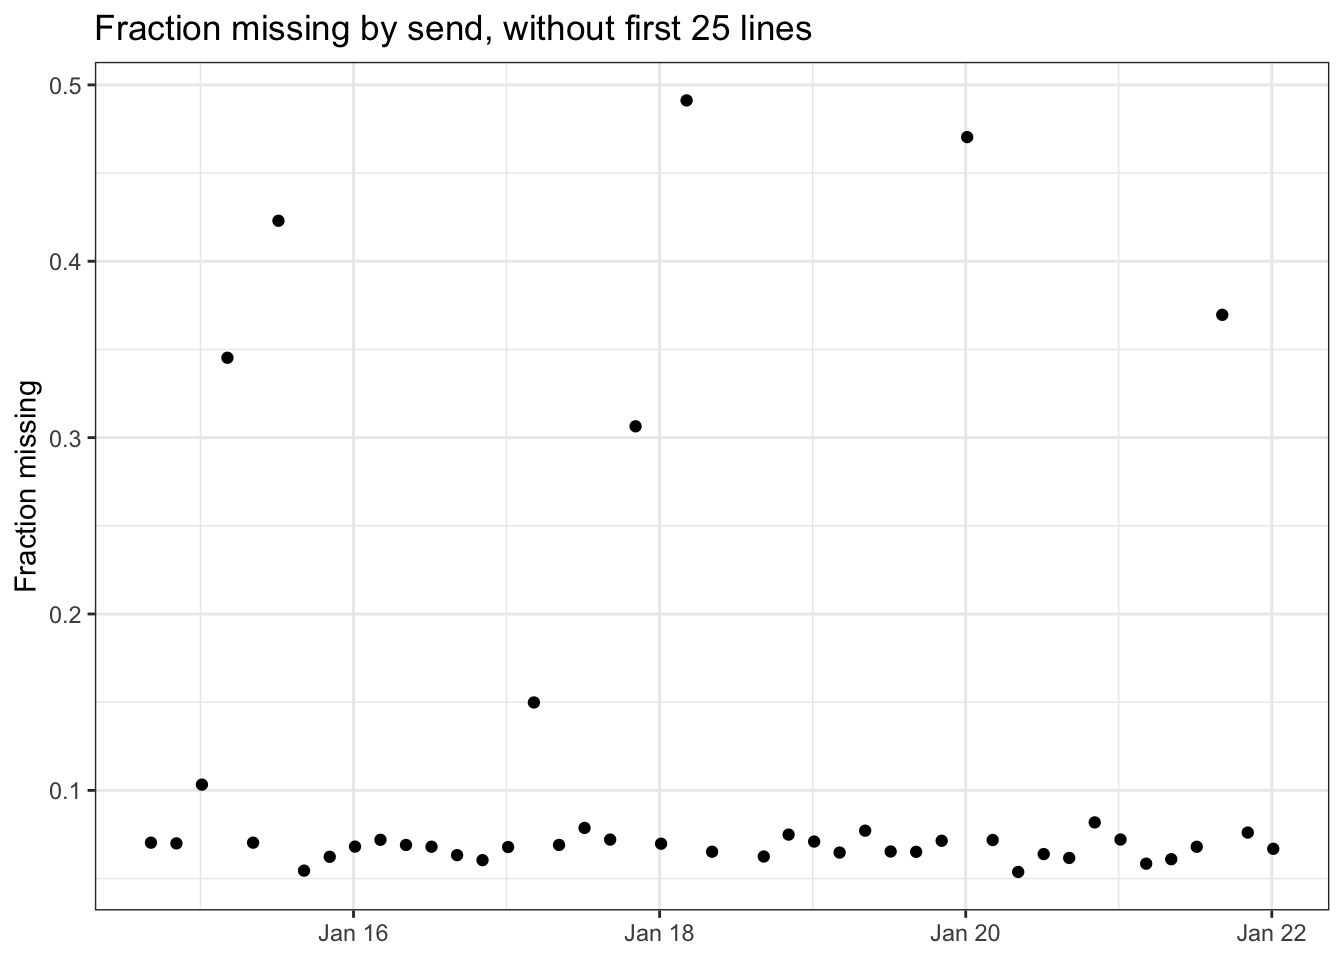 Fraction missing by send, without first 25 lines
Fraction missing
0.5
0.4
0.3
0.2
0.1
Jan 16
Jan 18
Jan 20
Jan 22